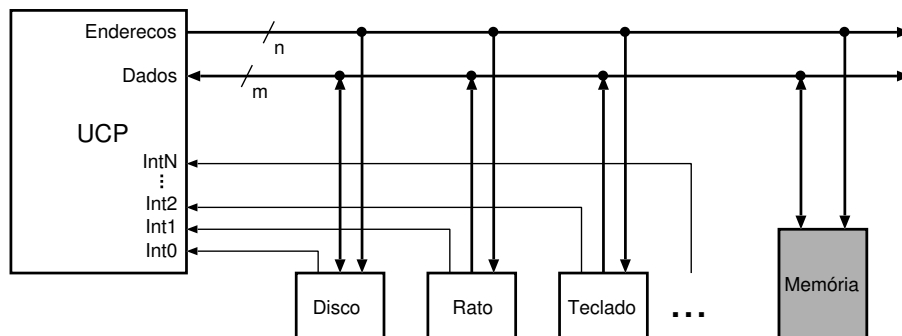 Enderecos
n
Dados
m
UCP
IntN
...
Int2
Int1
Int0
Disco
Rato
Teclado
...
Memória